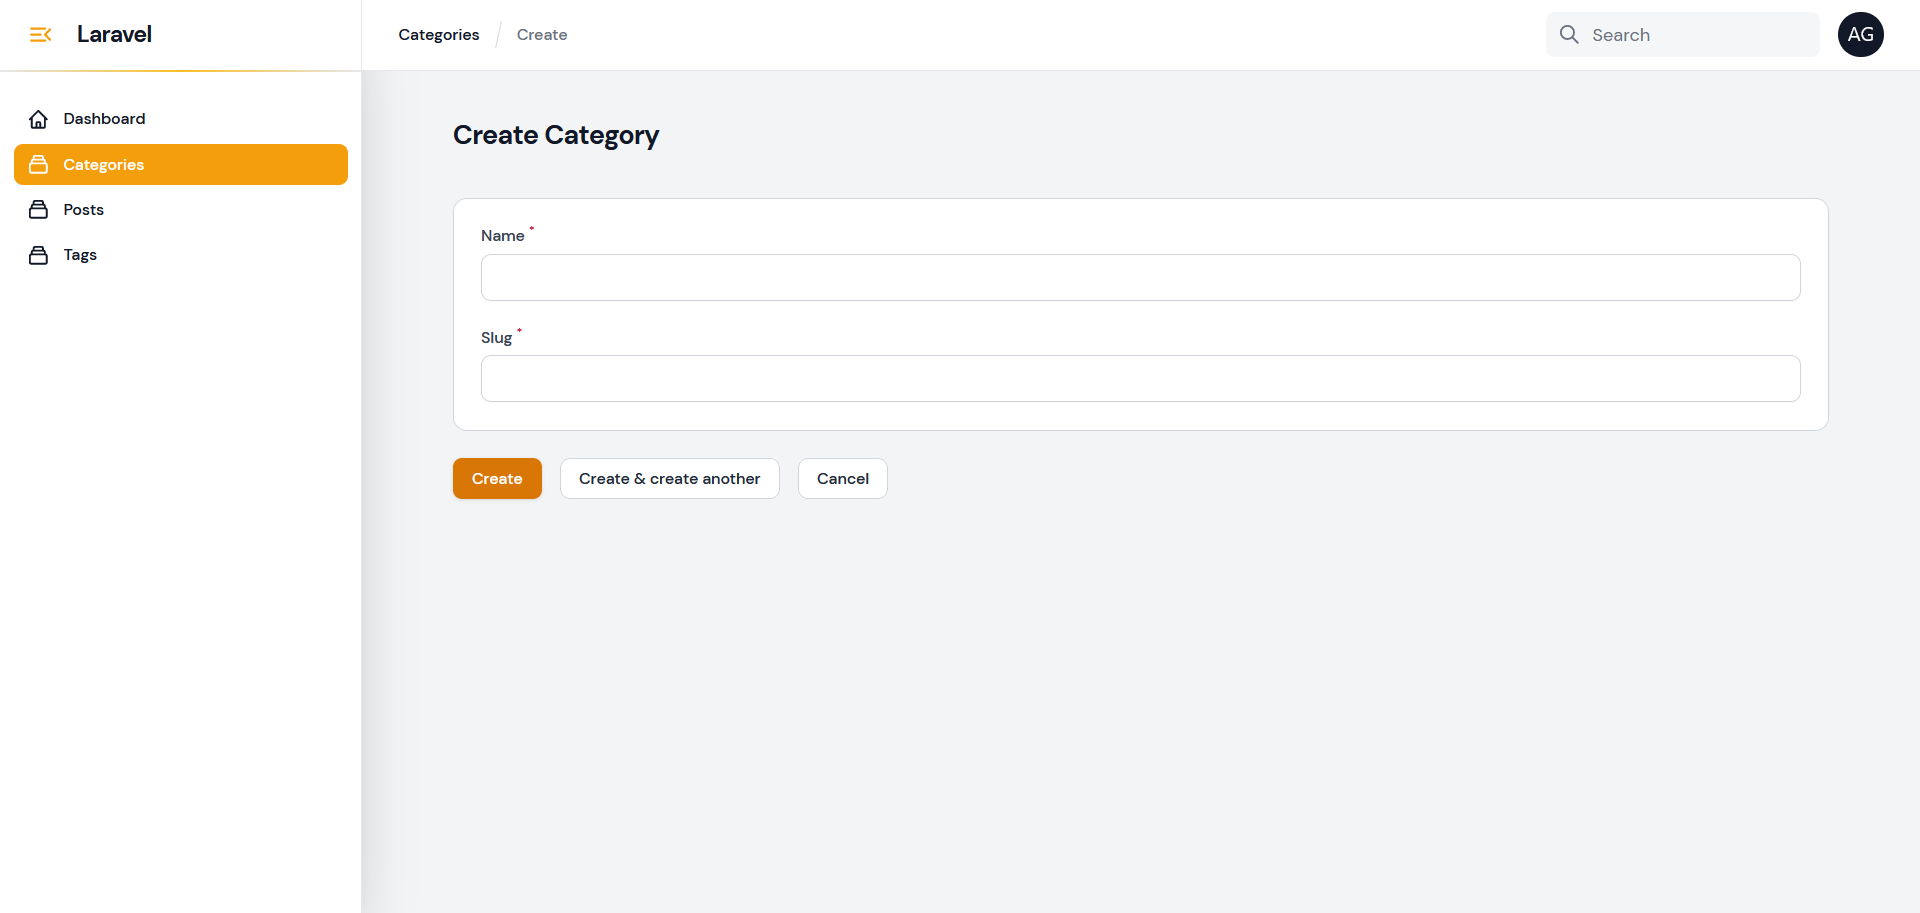 Laravel
Categories / Create
Search
AG
Dashboard
Categories
Posts
Tags
Create Category
Name *
Slug *
Create
Create & create another
Cancel